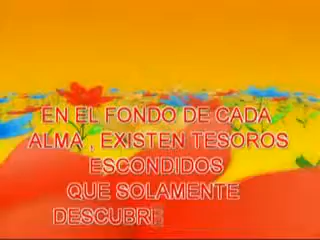 EN EL FONDO DE CADA
ALMA , EXISTEN TESOROS
ESCONDIDOS
QUE SOLAMENTE
DESCUBRE